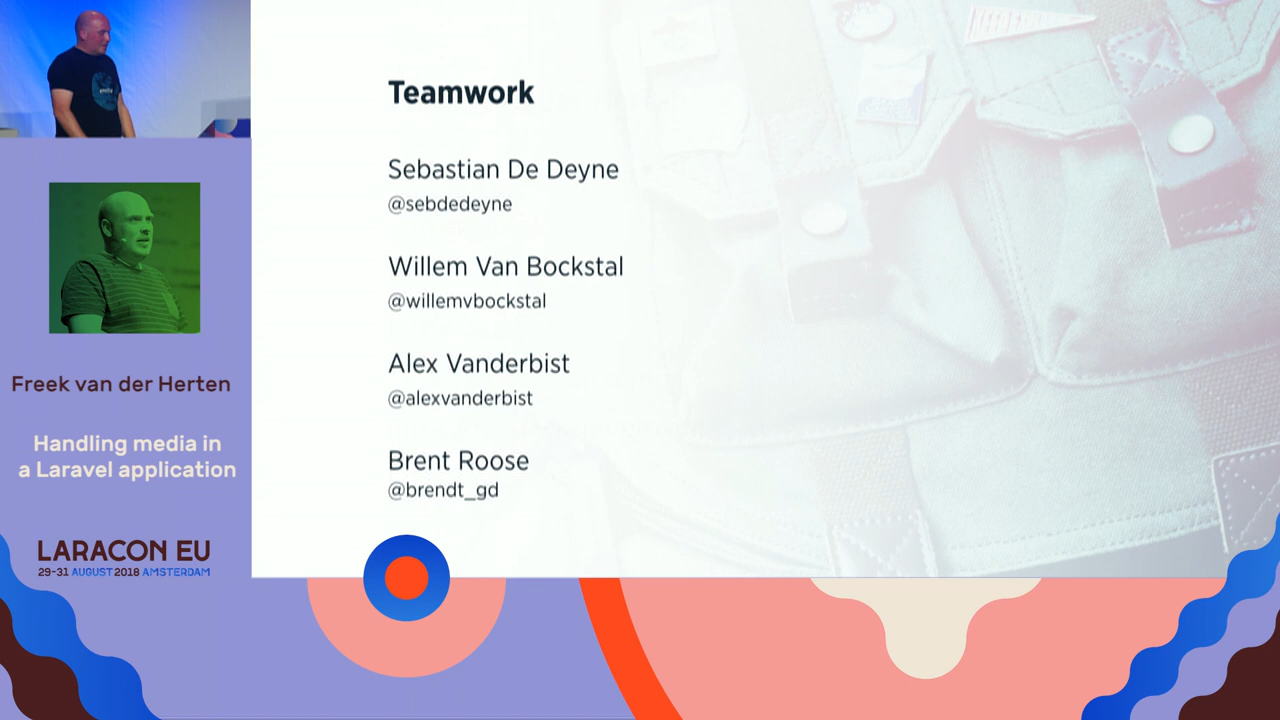 Teamwork
Sebastian De Deyne
@sebdedeyne
Willem Van Bockstal
@willemvbockstal
Alex Vanderbist
@alexvanderbist
Brent Roose
@brendt_gd
Freek van der Herten
Handling media in
a Laravel application
LARACON EU
29-31 AUGUST 2018 AMSTERDAM